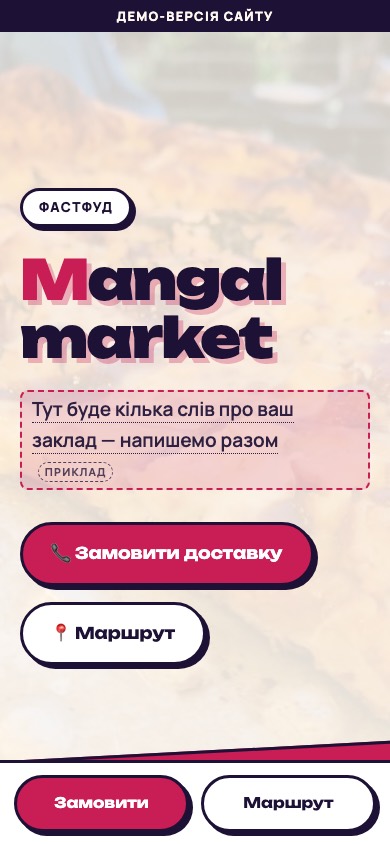 ДЕМО-ВЕРСІЯ САЙТУ
ФАСТФУД
Mangal
market
Тут буде кілька слів про ваш
заклад — напишемо разом
ПРИКЛАД
Замовити доставку
Маршрут
Замовити
Маршрут